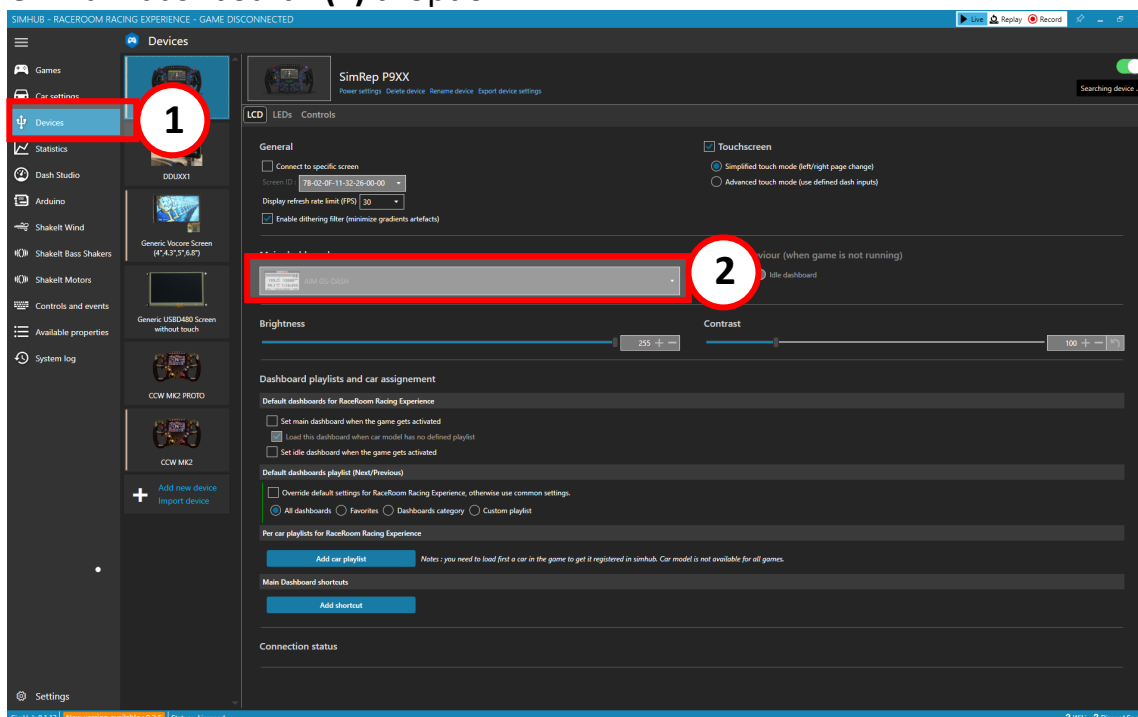 SIMHUB - RACEROOM RACING EXPERIENCE - GAME DISCONNECTED
Live Replay Record
Devices
Games
Car settings
Devices
Statistics
Dash Studio
Arduino
ShakeIt Wind
ShakeIt Bass Shakers
ShakeIt Motors
Controls and events
Available properties
System log
Settings
1
DDUXX1
Generic Vocore Screen
(4",4.3",5",6.8")
Generic USBD480 Screen
without touch
CCW MK2 PROTO
CCW MK2
Add new device
Import device
SimRep P9XX
Power settings Delete device Rename device Export device settings
Searching device
LCD LEDs Controls
General
Connect to specific screen
Screen ID : 78-02-0F-11-32-26-00-00
Display refresh rate limit (FPS) 30
Enable dithering filter (minimize gradients artefacts)
Touchscreen
Simplified touch mode (left/right page change)
Advanced touch mode (use defined dash inputs)
2
(when game is not running)
Idle dashboard
Brightness
255
Contrast
100
Dashboard playlists and car assignement
Default dashboards for RaceRoom Racing Experience
Set main dashboard when the game gets activated
Load this dashboard when car model has no defined playlist
Set idle dashboard when the game gets activated
Default dashboards playlist (Next/Previous)
Override default settings for RaceRoom Racing Experience, otherwise use common settings.
All dashboards Favorites Dashboards category Custom playlist
Per car playlists for RaceRoom Racing Experience
Add car playlist
Notes : you need to load first a car in the game to get it registered in simhub. Car model is not available for all games.
Main Dashboard shortcuts
Add shortcut
Connection status